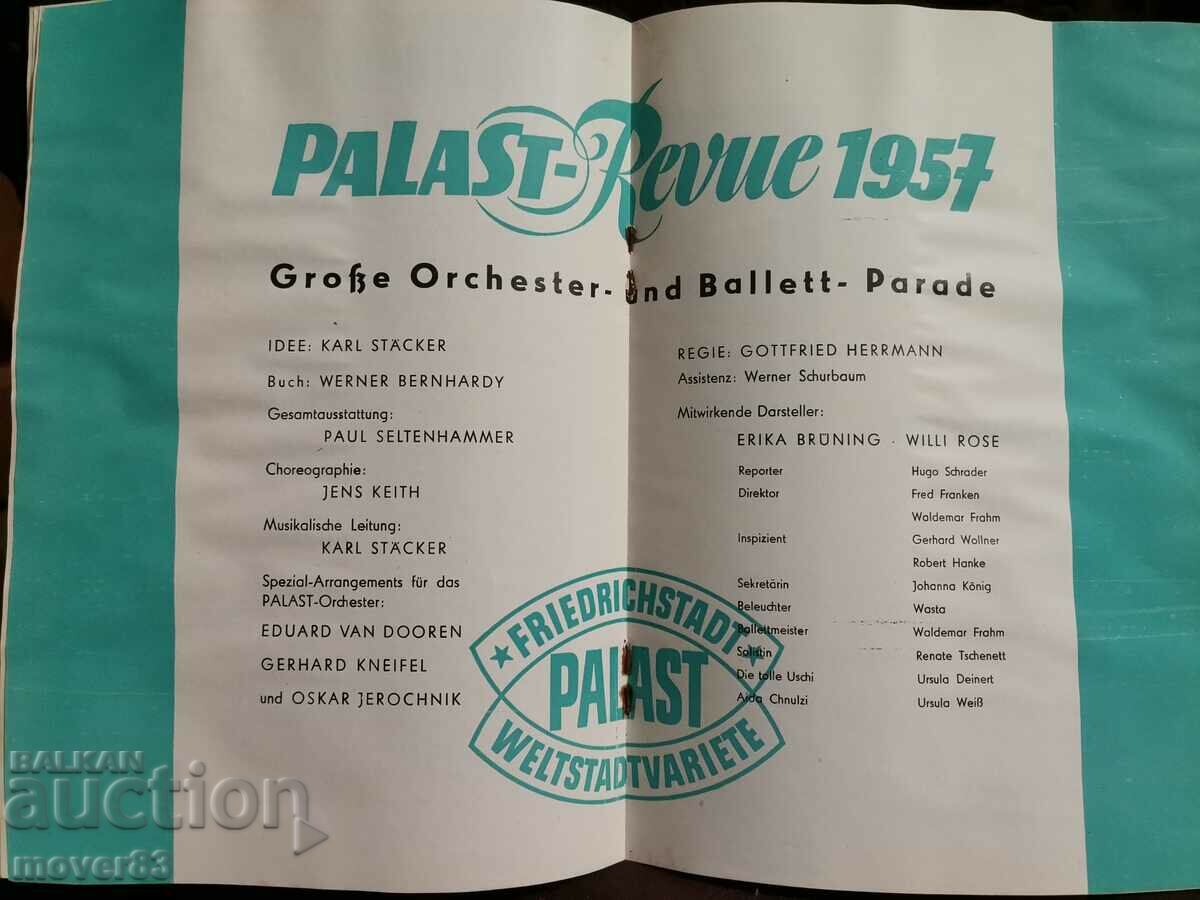 PALAST-Revue 1957
Große Orchester- und Ballett- Parade
IDEE: KARL STÄCKER
Buch: WERNER BERNHARDY
Gesamtausstattung:
PAUL SELTENHAMMER
Choreographie:
JENS KEITH
Musikalische Leitung:
KARL STÄCKER
Spezial-Arrangements für das
PALAST-Orchester:
EDUARD VAN DOOREN
GERHARD KNEIFEL
und OSKAR JEROCHNIK
REGIE: GOTTFRIED HERRMANN
Assistenz: Werner Schurbaum
Mitwirkende Darsteller:
ERIKA BRÜNING · WILLI ROSE
Reporter Hugo Schrader
Direktor Fred Franken
Waldemar Frahm
Inspizient Gerhard Wollner
Robert Hanke
Sekretärin Johanna König
Beleuchter Wasta
Ballettmeister Waldemar Frahm
Solistin Renate Tschenett
Die tolle Uschi Ursula Deinert
Aida Chnulzi Ursula Weiß
FRIEDRICHSTADT
PALAST
WELTSTADTVARIETE
BALKAN
auction
mover83